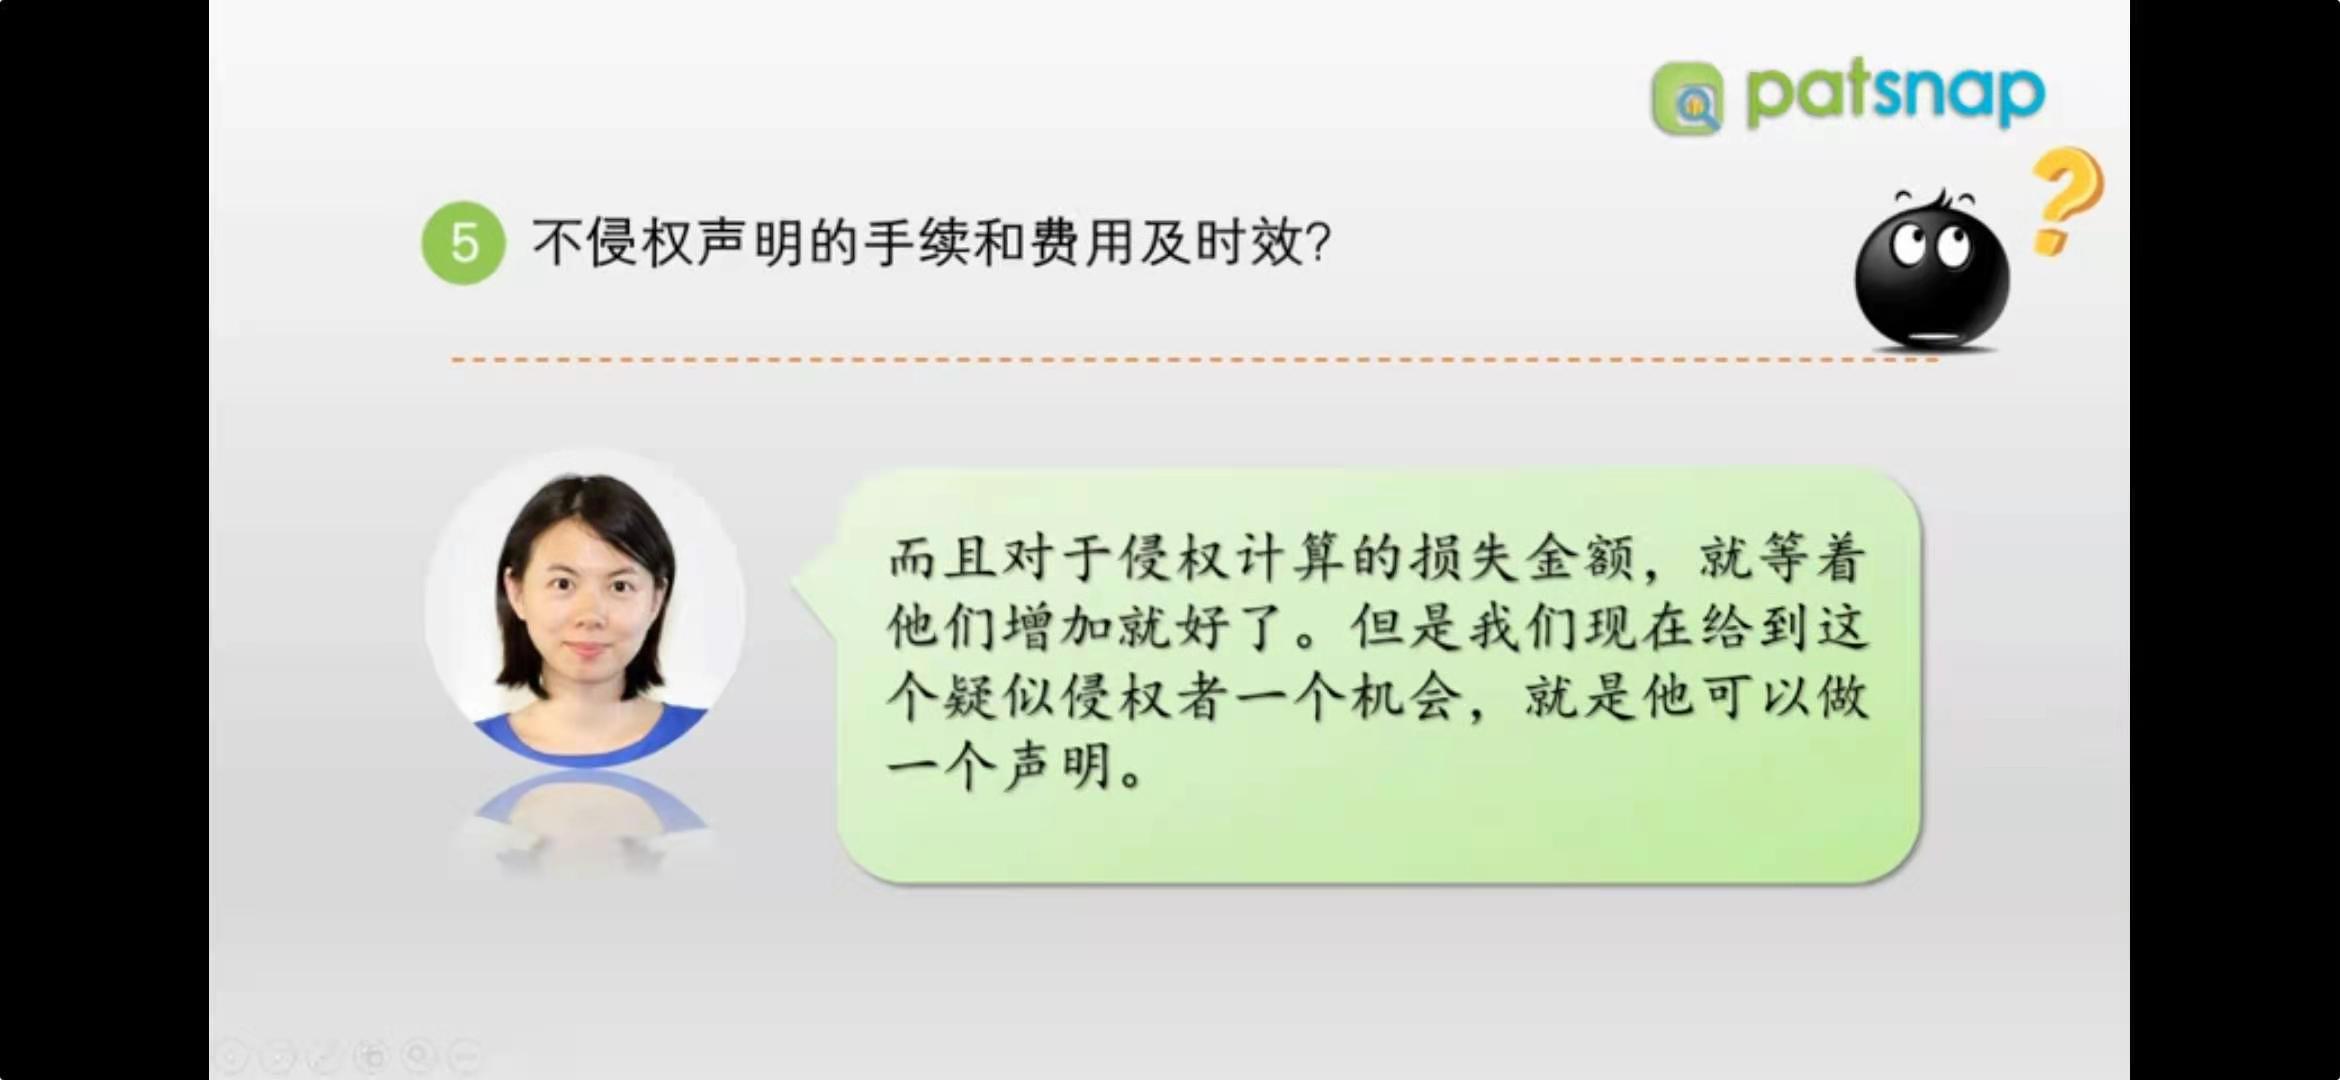 patsnap
5 不侵权声明的手续和费用及时效?
而且对于侵权计算的损失金额，就等着
他们增加就好了。但是我们现在给到这
个疑似侵权者一个机会，就是他可以做
一个声明。